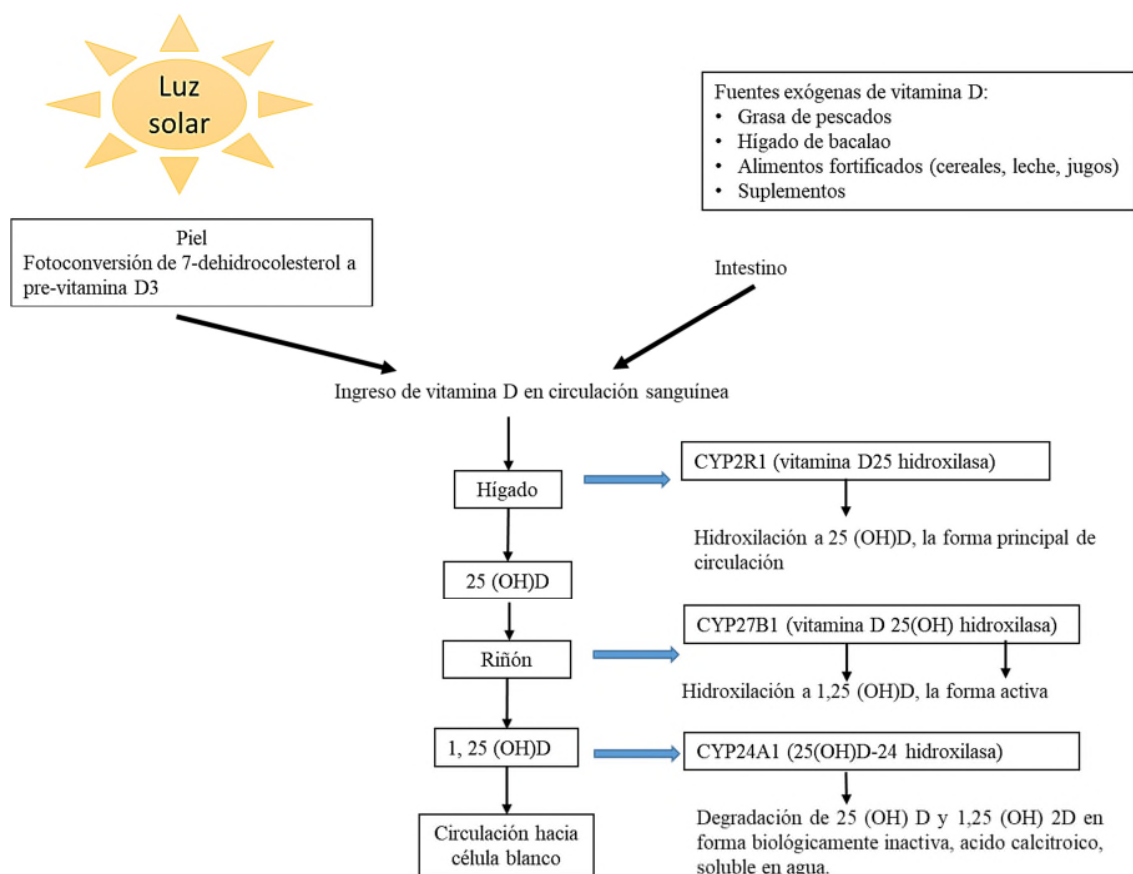 Luz
solar
Fuentes exógenas de vitamina D:
• Grasa de pescados
• Hígado de bacalao
• Alimentos fortificados (cereales, leche, jugos)
• Suplementos
Piel
Fotoconversión de 7-dehidrocolesterol a
pre-vitamina D3
Intestino
Ingreso de vitamina D en circulación sanguínea
Hígado
CYP2R1 (vitamina D25 hidroxilasa)
Hidroxilación a 25 (OH)D, la forma principal de
circulación
25 (OH)D
Riñón
CYP27B1 (vitamina D 25(OH) hidroxilasa)
Hidroxilación a 1,25 (OH)D, la forma activa
1, 25 (OH)D
CYP24A1 (25(OH)D-24 hidroxilasa)
Circulación hacia
célula blanco
Degradación de 25 (OH) D y 1,25 (OH) 2D en
forma biológicamente inactiva, acido calcitroico,
soluble en agua.